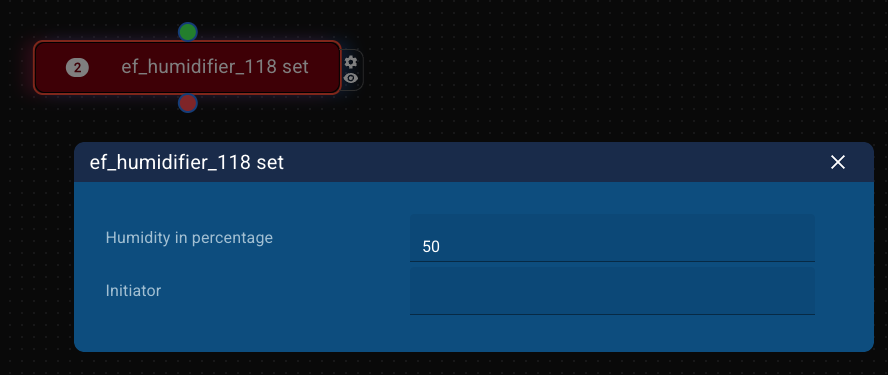 2 ef_humidifier_118 set
ef_humidifier_118 set
Humidity in percentage 50
Initiator